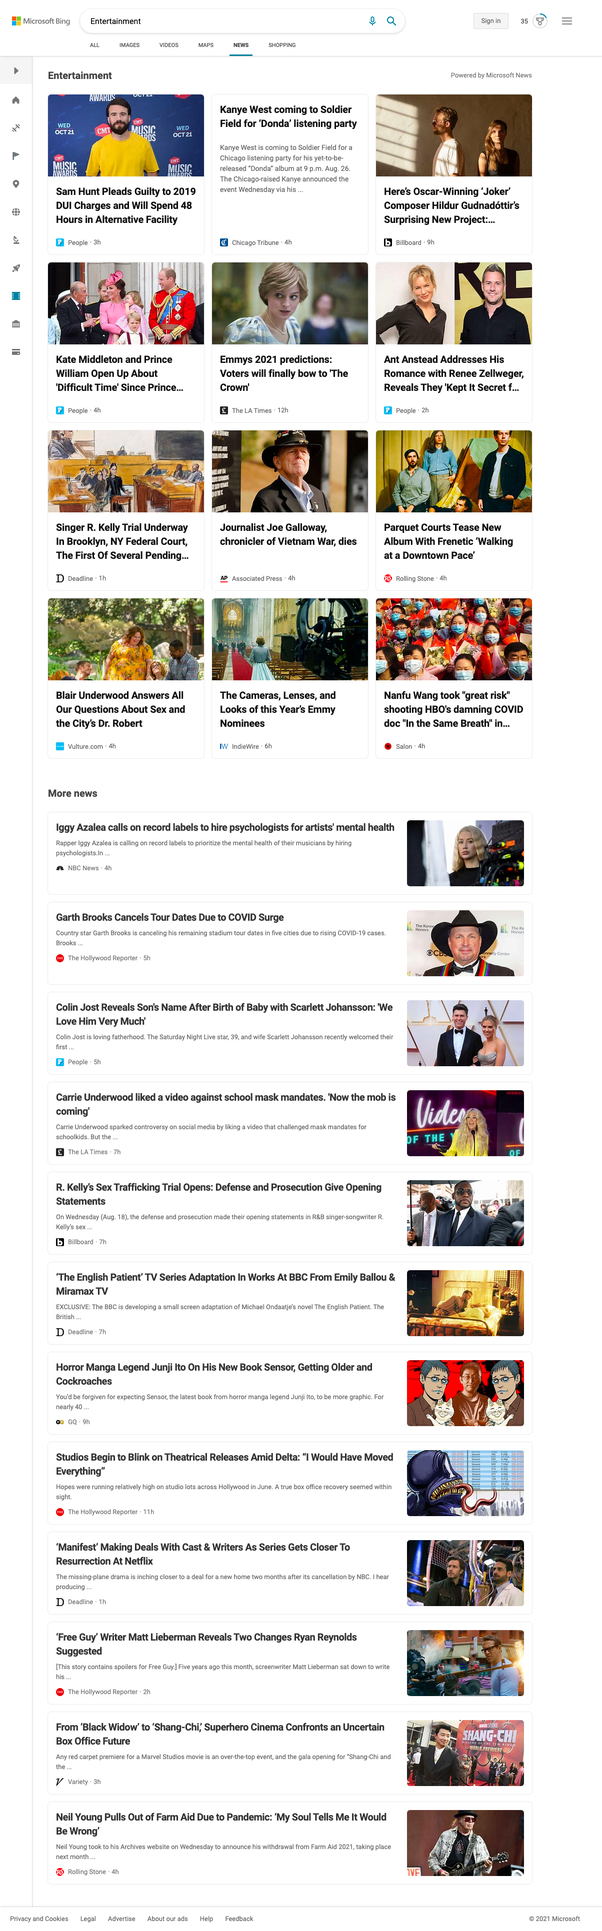 Microsoft Bing
Entertainment
Sign in
35
ALL
IMAGES
VIDEOS
MAPS
NEWS
SHOPPING
Entertainment
Powered by Microsoft News
Sam Hunt Pleads Guilty to 2019
DUI Charges and Will Spend 48
Hours in Alternative Facility
People · 3h
Kanye West coming to Soldier
Field for ‘Donda’ listening party
Kanye West is coming to Soldier Field for a
Chicago listening party for his yet-to-be-
released “Donda” album at 9 p.m. Aug. 26.
The Chicago-raised Kanye announced the
event Wednesday via his ...
Chicago Tribune · 4h
Here’s Oscar-Winning ‘Joker’
Composer Hildur Gudnadóttir’s
Surprising New Project:...
Billboard · 9h
Kate Middleton and Prince
William Open Up About
'Difficult Time' Since Prince...
People · 4h
Emmys 2021 predictions:
Voters will finally bow to 'The
Crown'
The LA Times · 12h
Ant Anstead Addresses His
Romance with Renee Zellweger,
Reveals They 'Kept It Secret f...
People · 2h
Singer R. Kelly Trial Underway
In Brooklyn, NY Federal Court,
The First Of Several Pending...
Deadline · 1h
Journalist Joe Galloway,
chronicler of Vietnam War, dies
Associated Press · 4h
Parquet Courts Tease New
Album With Frenetic ‘Walking
at a Downtown Pace’
Rolling Stone · 4h
Blair Underwood Answers All
Our Questions About Sex and
the City’s Dr. Robert
Vulture.com · 4h
The Cameras, Lenses, and
Looks of this Year’s Emmy
Nominees
IndieWire · 6h
Nanfu Wang took "great risk"
shooting HBO's damning COVID
doc "In the Same Breath" in...
Salon · 4h
More news
Iggy Azalea calls on record labels to hire psychologists for artists' mental health
Rapper Iggy Azalea is calling on record labels to prioritize the mental health of their musicians by hiring
psychologists.In ...
NBC News · 4h
Garth Brooks Cancels Tour Dates Due to COVID Surge
Country star Garth Brooks is canceling his remaining stadium tour dates in five cities due to rising COVID-19 cases.
Brooks ...
The Hollywood Reporter · 5h
Colin Jost Reveals Son's Name After Birth of Baby with Scarlett Johansson: 'We
Love Him Very Much'
Colin Jost is loving fatherhood. The Saturday Night Live star, 39, and wife Scarlett Johansson recently welcomed their
first ...
People · 5h
Carrie Underwood liked a video against school mask mandates. 'Now the mob is
coming'
Carrie Underwood sparked controversy on social media by liking a video that challenged mask mandates for
schoolkids. But the ...
The LA Times · 7h
R. Kelly’s Sex Trafficking Trial Opens: Defense and Prosecution Give Opening
Statements
On Wednesday (Aug. 18), the defense and prosecution made their opening statements in R&B singer-songwriter R.
Kelly’s sex ...
Billboard · 7h
‘The English Patient’ TV Series Adaptation In Works At BBC From Emily Ballou &
Miramax TV
EXCLUSIVE: The BBC is developing a small screen adaptation of Michael Ondaatje’s novel The English Patient. The
British ...
Deadline · 7h
Horror Manga Legend Junji Ito On His New Book Sensor, Getting Older and
Cockroaches
You’d be forgiven for expecting Sensor, the latest book from horror manga legend Junji Ito, to be more graphic. For
nearly 40 ...
GQ · 9h
Studios Begin to Blink on Theatrical Releases Amid Delta: “I Would Have Moved
Everything”
Hopes were running relatively high on studio lots across Hollywood in June. A true box office recovery seemed within
sight.
The Hollywood Reporter · 11h
‘Manifest’ Making Deals With Cast & Writers As Series Gets Closer To
Resurrection At Netflix
The missing-plane drama is inching closer to a deal for a new home two months after its cancellation by NBC. I hear
producing ...
Deadline · 1h
‘Free Guy’ Writer Matt Lieberman Reveals Two Changes Ryan Reynolds
Suggested
[This story contains spoilers for Free Guy.] Five years ago this month, screenwriter Matt Lieberman sat down to write
his ...
The Hollywood Reporter · 2h
From ‘Black Widow’ to ‘Shang-Chi,’ Superhero Cinema Confronts an Uncertain
Box Office Future
Any red carpet premiere for a Marvel Studios movie is an over-the-top event, and the gala opening for “Shang-Chi and
the ...
SHANG-CHI
Variety · 3h
Neil Young Pulls Out of Farm Aid Due to Pandemic: ‘My Soul Tells Me It Would
Be Wrong’
Neil Young took to his Archives website on Wednesday to announce his withdrawal from Farm Aid 2021, taking place
next month ...
Rolling Stone · 4h
Privacy and Cookies
Legal
Advertise
About our ads
Help
Feedback
© 2021 Microsoft